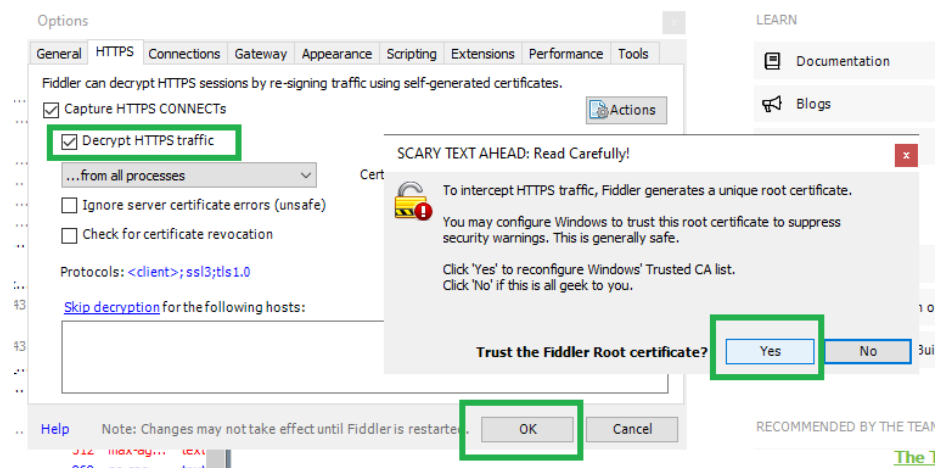 Options
LEARN
General HTTPS Connections Gateway Appearance Scripting Extensions Performance Tools
Fiddler can decrypt HTTPS sessions by re-signing traffic using self-generated certificates.
Documentation
Capture HTTPS CONNECTs
Actions
Blogs
Decrypt HTTPS traffic
SCARY TEXT AHEAD: Read Carefully!
...from all processes
Cert
To intercept HTTPS traffic, Fiddler generates a unique root certificate.
Ignore server certificate errors (unsafe)
You may configure Windows to trust this root certificate to suppress
security warnings. This is generally safe.
Check for certificate revocation
Protocols: <client>;ssl3;tls1.0
Click 'Yes' to reconfigure Windows' Trusted CA list.
Click 'No' if this is all geek to you.
Skip decryption for the following hosts:
Trust the Fiddler Root certificate?
Yes
No
Help
Note: Changes may not take effect until Fiddler is restarted.
OK
Cancel
RECOMMENDED BY THE TEAM
The